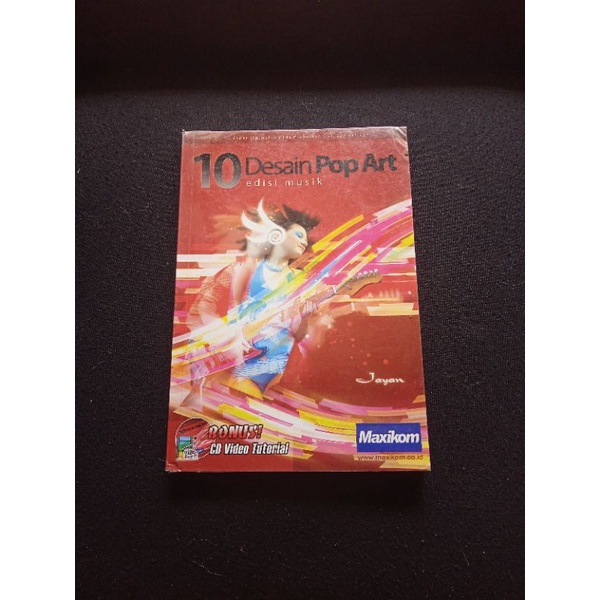 10 Desain Pop Art
edisi musik
Jayan
BONUS!
CD Video Tutorial
Maxikom
www.maxikom.co.id